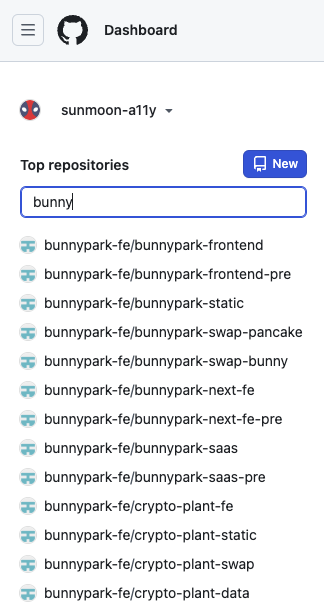 Dashboard
sunmoon-a11y
Top repositories
New
bunny
bunnypark-fe/bunnypark-frontend
bunnypark-fe/bunnypark-frontend-pre
bunnypark-fe/bunnypark-static
bunnypark-fe/bunnypark-swap-pancake
bunnypark-fe/bunnypark-swap-bunny
bunnypark-fe/bunnypark-next-fe
bunnypark-fe/bunnypark-next-fe-pre
bunnypark-fe/bunnypark-saas
bunnypark-fe/bunnypark-saas-pre
bunnypark-fe/crypto-plant-fe
bunnypark-fe/crypto-plant-static
bunnypark-fe/crypto-plant-swap
bunnypark-fe/crypto-plant-data